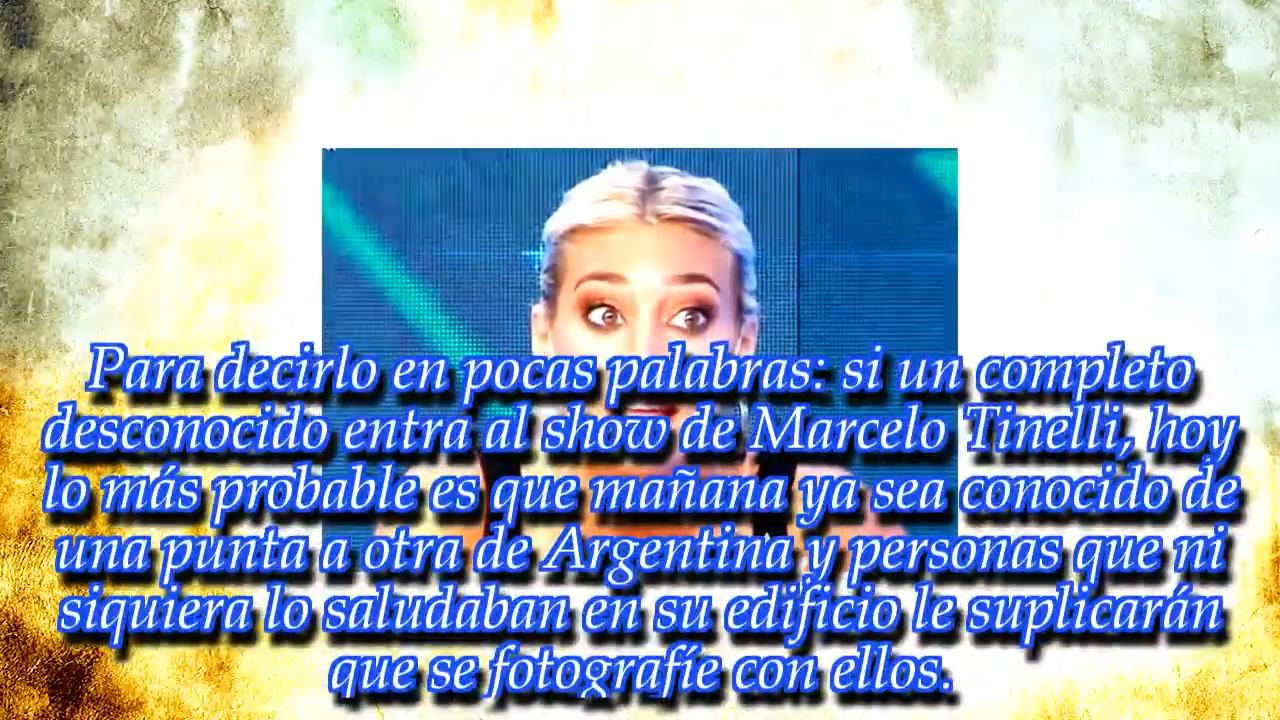 Para decirlo en pocas palabras: si un completo
desconocido entra al show de Marcelo Tinelli, hoy
lo más probable es que mañana ya sea conocido de
una punta a otra de Argentina y personas que ni
siquiera lo saludaban en su edificio le suplicarán
que se fotografíe con ellos.